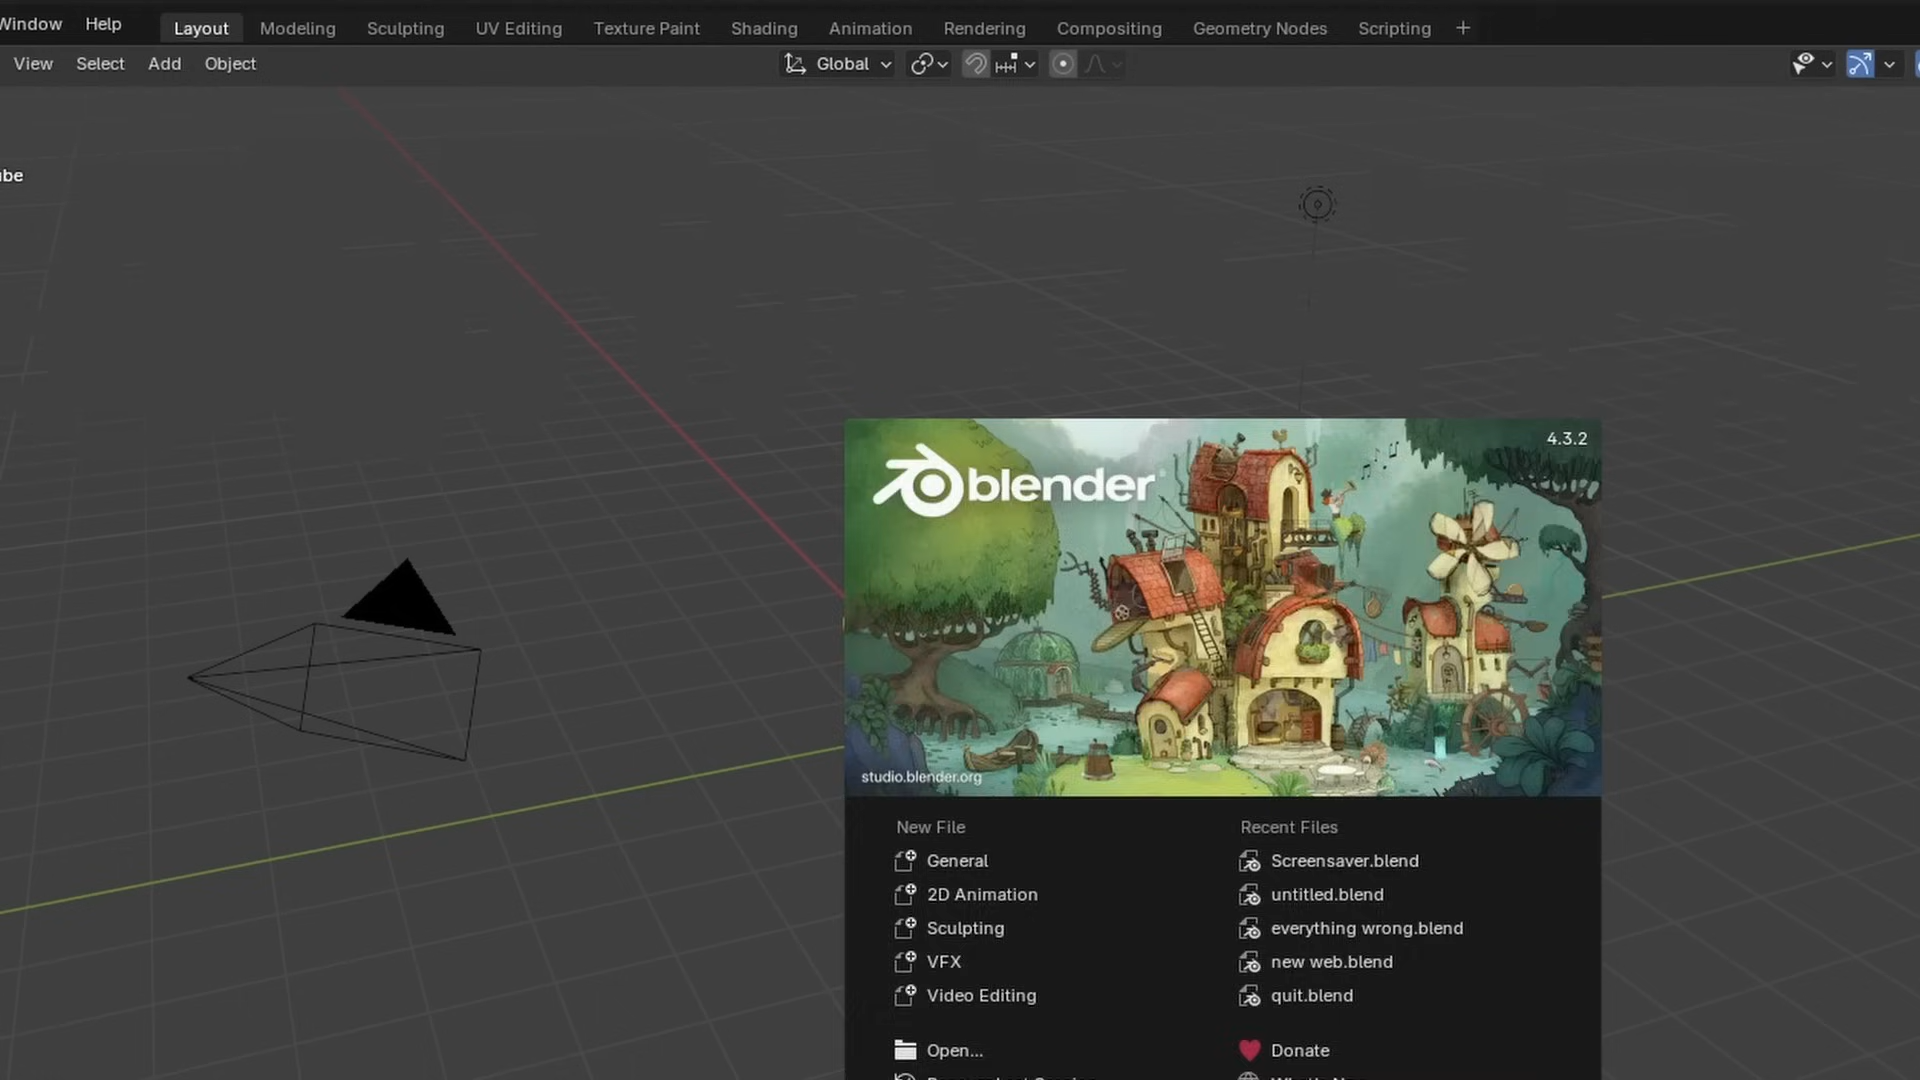 Window Help Layout Modeling Sculpting UV Editing Texture Paint Shading Animation Rendering Compositing Geometry Nodes Scripting +
View Select Add Object Global
4.3.2
blender
studio.blender.org
New File
General
2D Animation
Sculpting
VFX
Video Editing
Open...
Recent Files
Screensaver.blend
untitled.blend
everything wrong.blend
new web.blend
quit.blend
Donate